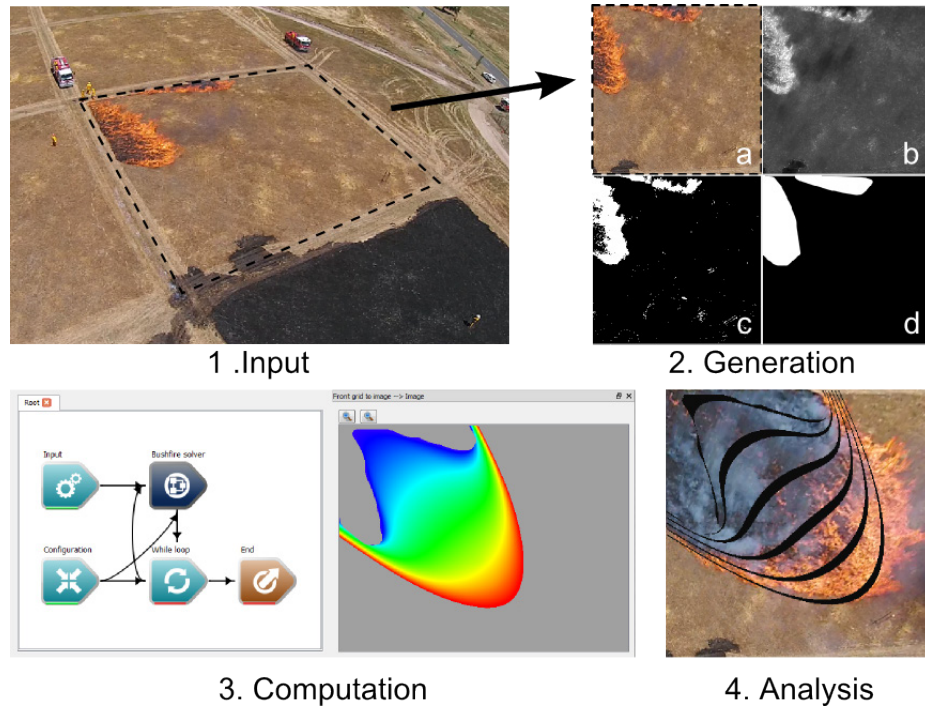 a
b
c
d
1 .Input
2. Generation
Root
Input
Bushfire solver
Configuration
While loop
End
Front grid to image --> Image
3. Computation
4. Analysis